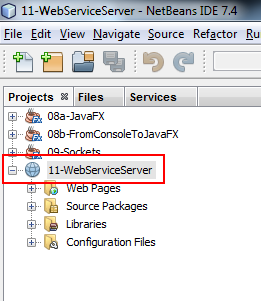 11-WebServiceServer - NetBeans IDE 7.4
File Edit View Navigate Source Refactor Run
Projects Files Services
08a-JavaFX
08b-FromConsoleToJavaFX
09-Sockets
11-WebServiceServer
Web Pages
Source Packages
Libraries
Configuration Files